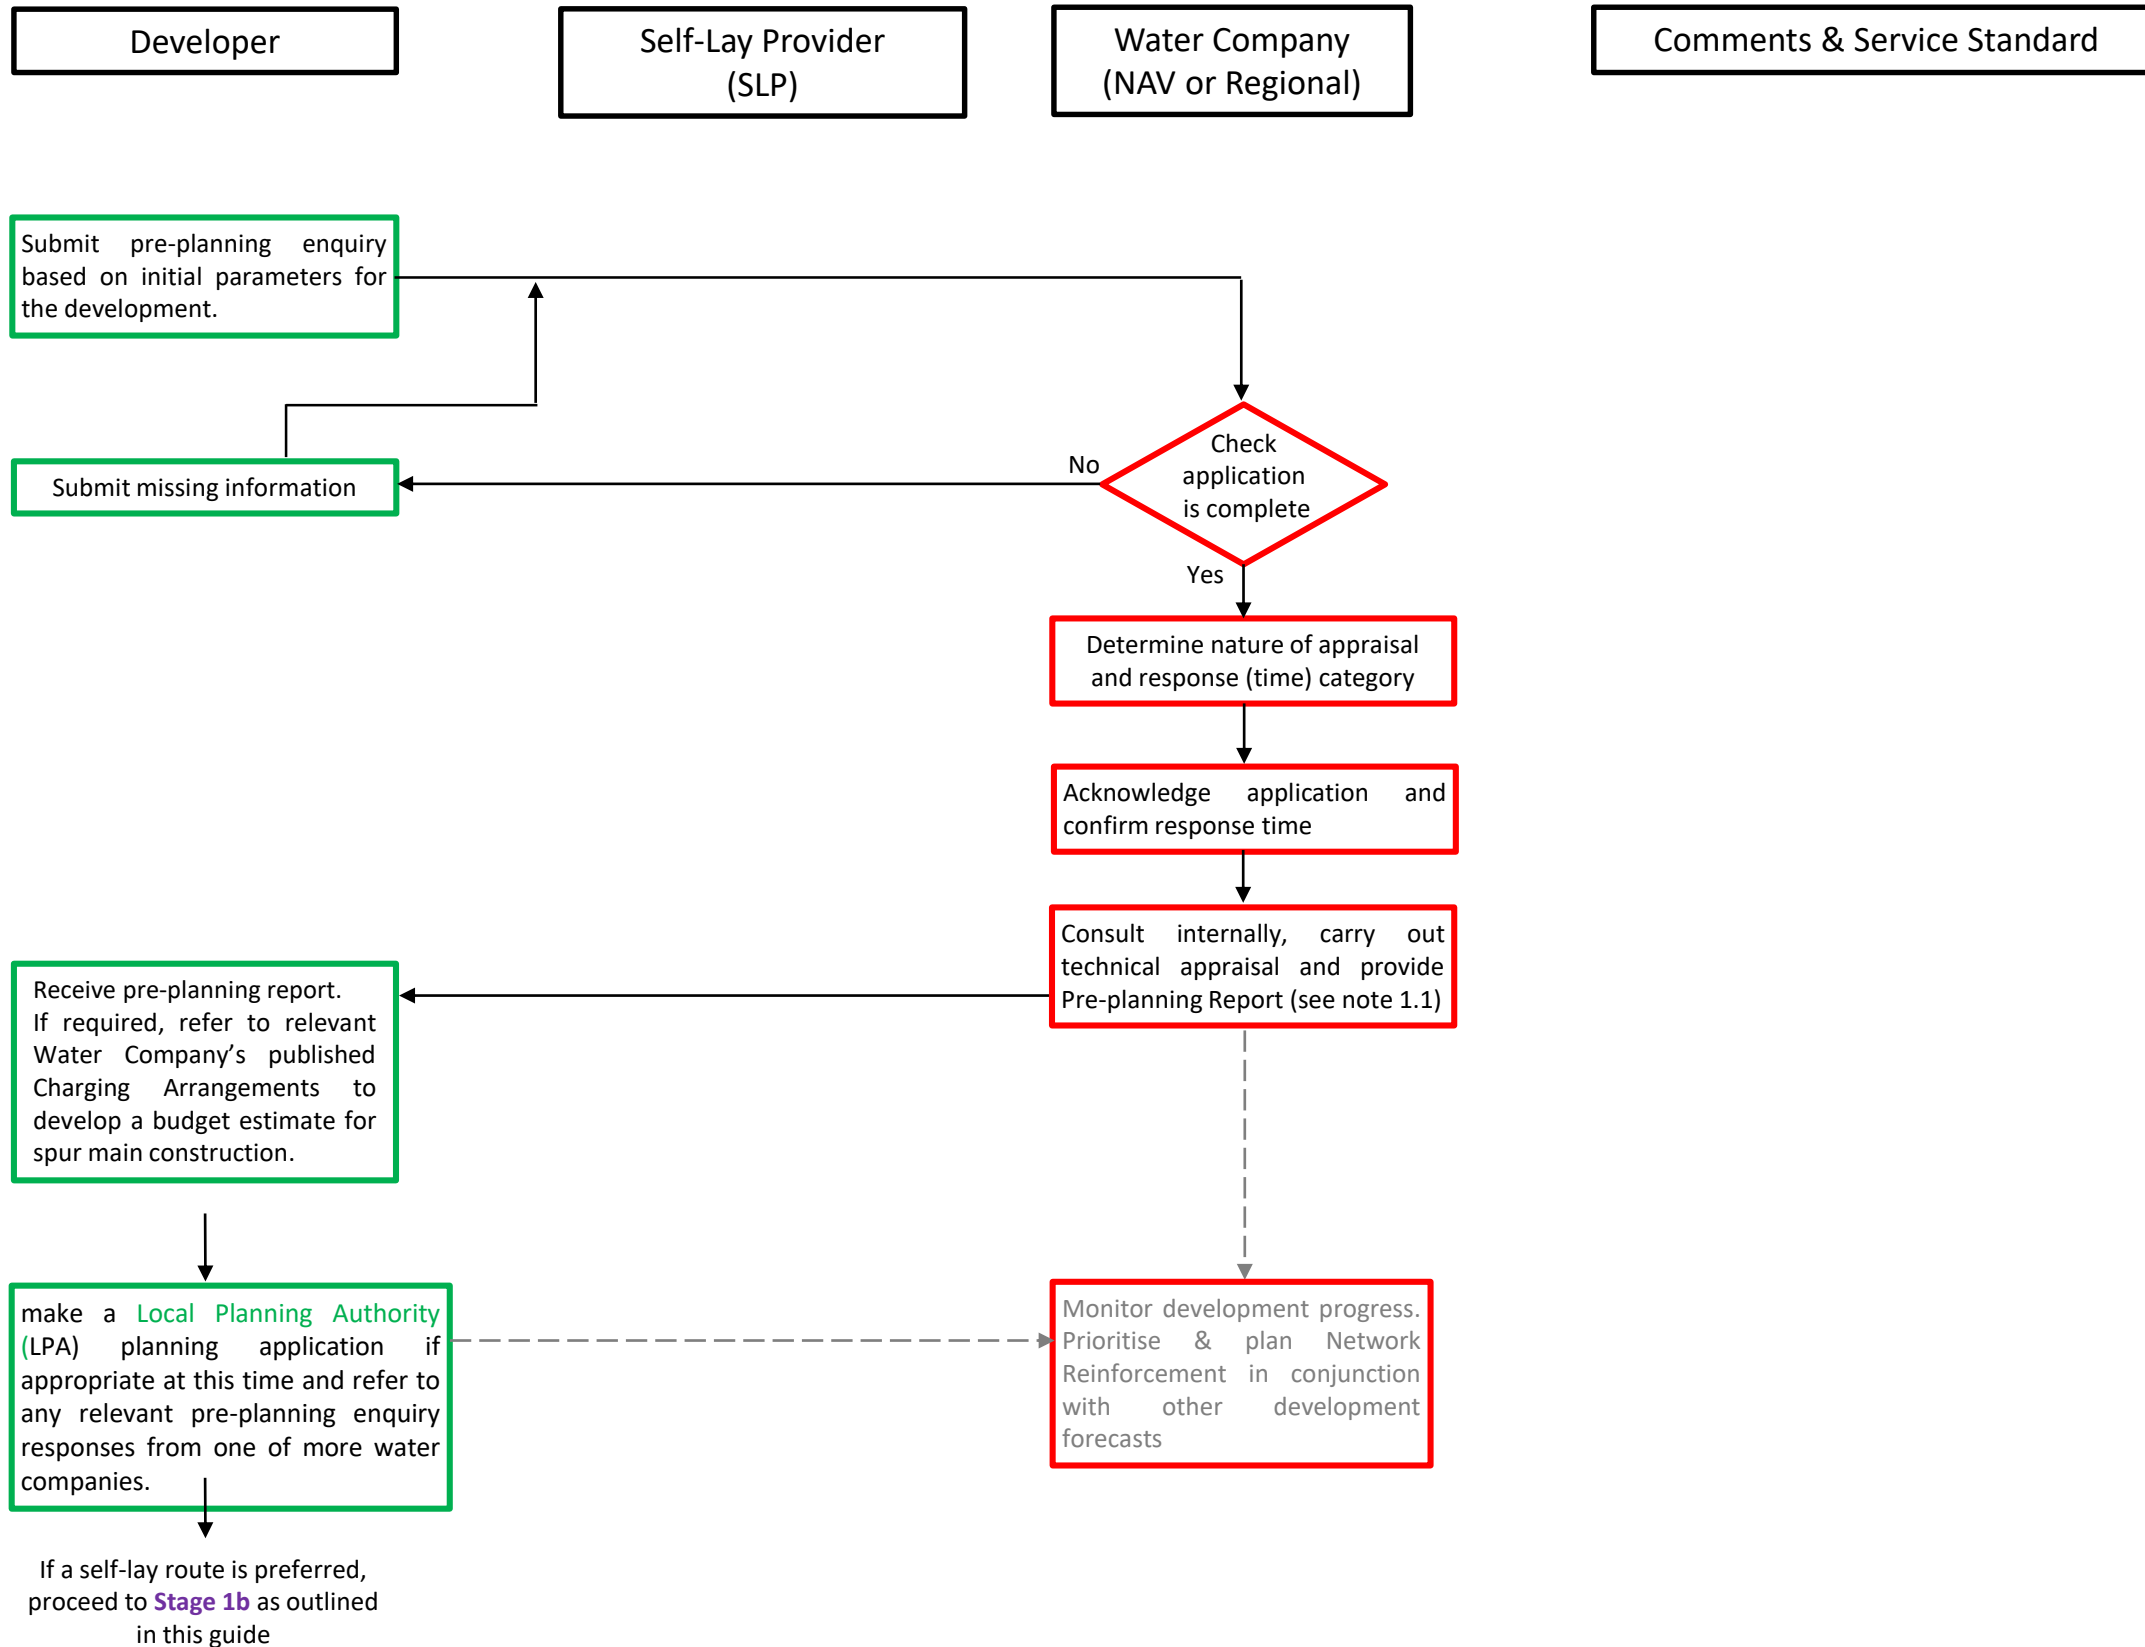 Developer
Self-Lay Provider
(SLP)
Water Company
(NAV or Regional)
Comments & Service Standard
Submit pre-planning enquiry
based on initial parameters for
the development.
Submit missing information
No
Check
application
is complete
Yes
Determine nature of appraisal
and response (time) category
Acknowledge application and
confirm response time
Consult internally, carry out
technical appraisal and provide
Pre-planning Report (see note 1.1)
Receive pre-planning report.
If required, refer to relevant
Water Company’s published
Charging Arrangements to
develop a budget estimate for
spur main construction.
make a Local Planning Authority
(LPA) planning application if
appropriate at this time and refer to
any relevant pre-planning enquiry
responses from one of more water
companies.
Monitor development progress.
Prioritise & plan Network
Reinforcement in conjunction
with other development
forecasts
If a self-lay route is preferred,
proceed to Stage 1b as outlined
in this guide